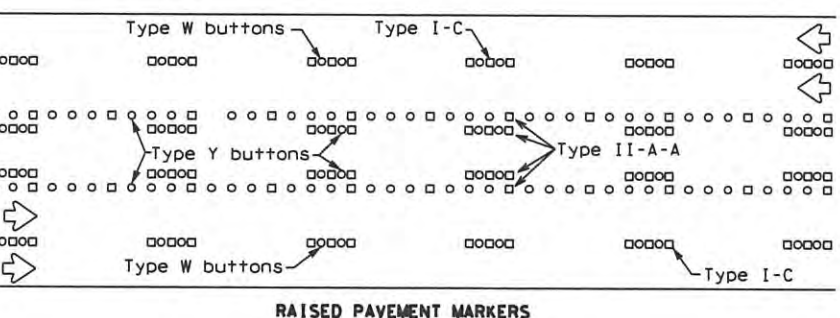 Type W buttons Type I-C
Type Y buttons Type II-A-A
Type W buttons Type I-C
RAISED PAVEMENT MARKERS